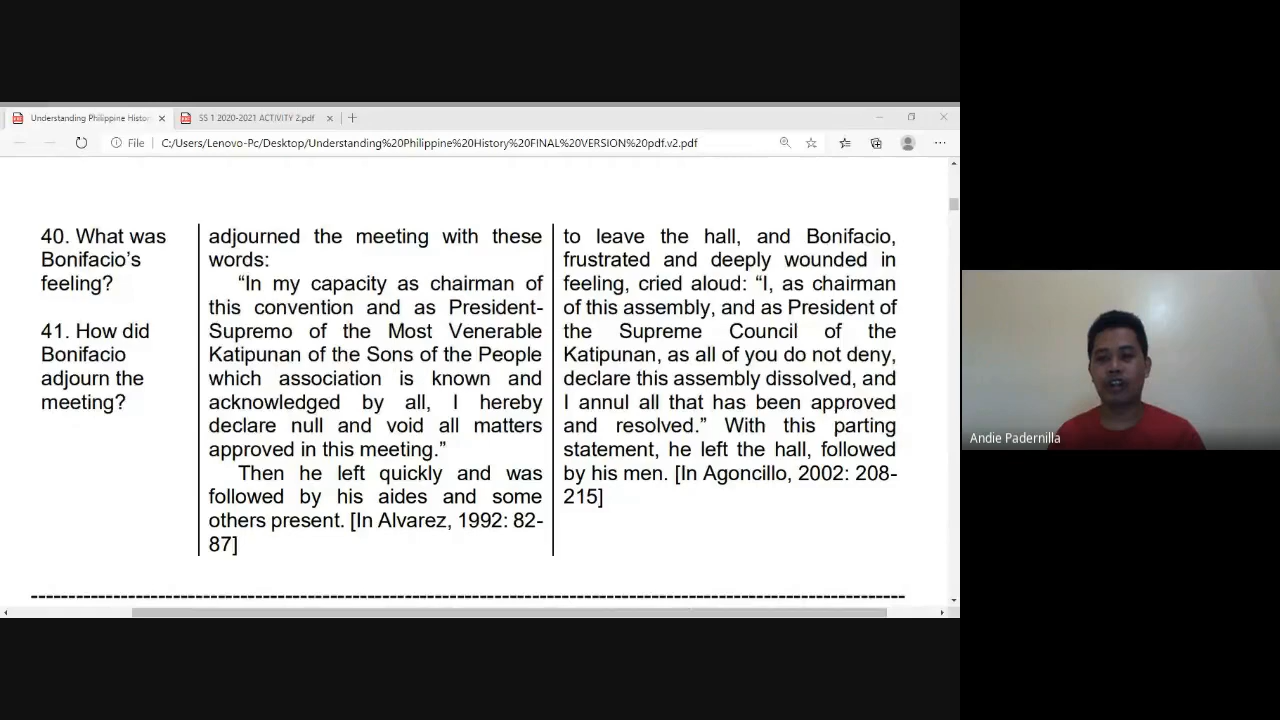 Understanding Philippine Histor
SS 1 2020-2021 ACTIVITY 2.pdf
File
C:/Users/Lenovo-Pc/Desktop/Understanding%20Philippine%20History%20FINAL%20VERSION%20pdf.v2.pdf
40. What was
Bonifacio’s
feeling?
41. How did
Bonifacio
adjourn the
meeting?
adjourned the meeting with these
words:
“In my capacity as chairman of
this convention and as President-
Supremo of the Most Venerable
Katipunan of the Sons of the People
which association is known and
acknowledged by all, I hereby
declare null and void all matters
approved in this meeting.”
Then he left quickly and was
followed by his aides and some
others present. [In Alvarez, 1992: 82-
87]
to leave the hall, and Bonifacio,
frustrated and deeply wounded in
feeling, cried aloud: “I, as chairman
of this assembly, and as President of
the Supreme Council of the
Katipunan, as all of you do not deny,
declare this assembly dissolved, and
I annul all that has been approved
and resolved.” With this parting
statement, he left the hall, followed
by his men. [In Agoncillo, 2002: 208-
215]
Andie Padernilla